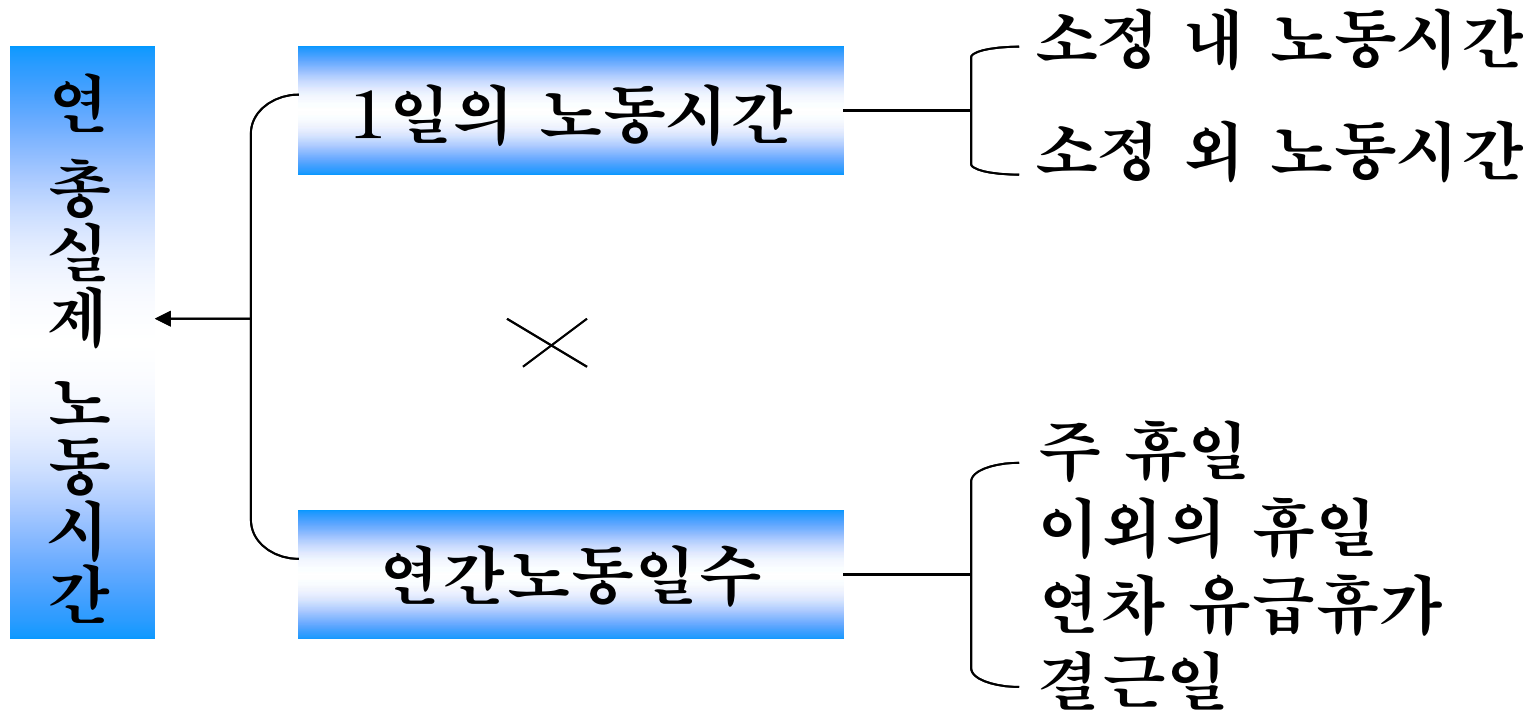 연 총실제 노동시간
1일의 노동시간
소정 내 노동시간
소정 외 노동시간
연간노동일수
주 휴일
이외의 휴일
연차 유급휴가
결근일